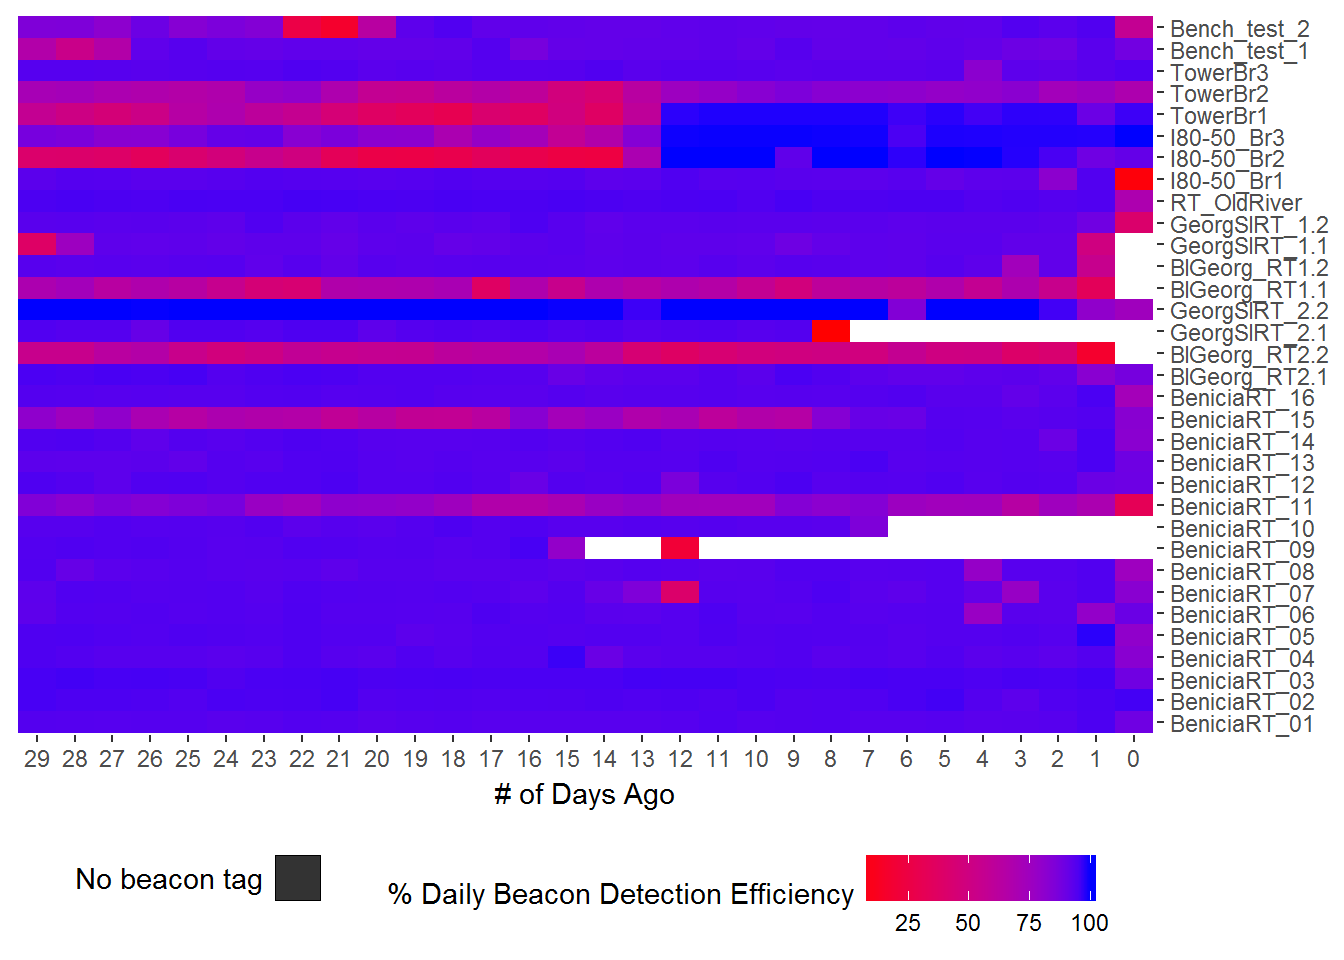 Bench_test_2
Bench_test_1
TowerBr3
TowerBr2
TowerBr1
I80-50_Br3
I80-50_Br2
I80-50_Br1
RT_OldRiver
GeorgSlRT_1.2
GeorgSlRT_1.1
BlGeorg_RT1.2
BlGeorg_RT1.1
GeorgSlRT_2.2
GeorgSlRT_2.1
BlGeorg_RT2.2
BlGeorg_RT2.1
BeniciaRT_16
BeniciaRT_15
BeniciaRT_14
BeniciaRT_13
BeniciaRT_12
BeniciaRT_11
BeniciaRT_10
BeniciaRT_09
BeniciaRT_08
BeniciaRT_07
BeniciaRT_06
BeniciaRT_05
BeniciaRT_04
BeniciaRT_03
BeniciaRT_02
BeniciaRT_01
29 28 27 26 25 24 23 22 21 20 19 18 17 16 15 14 13 12 11 10 9 8 7 6 5 4 3 2 1 0
# of Days Ago
No beacon tag
% Daily Beacon Detection Efficiency
25 50 75 100